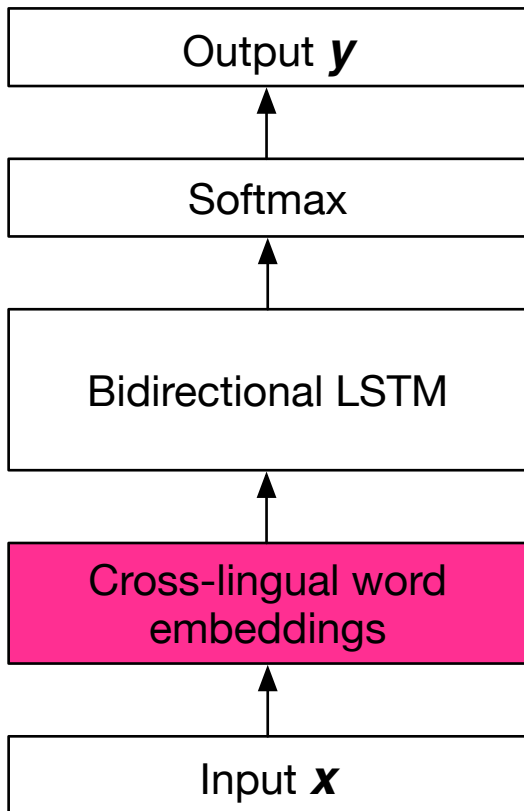 Output y
Softmax
Bidirectional LSTM
Cross-lingual word
embeddings
Input x